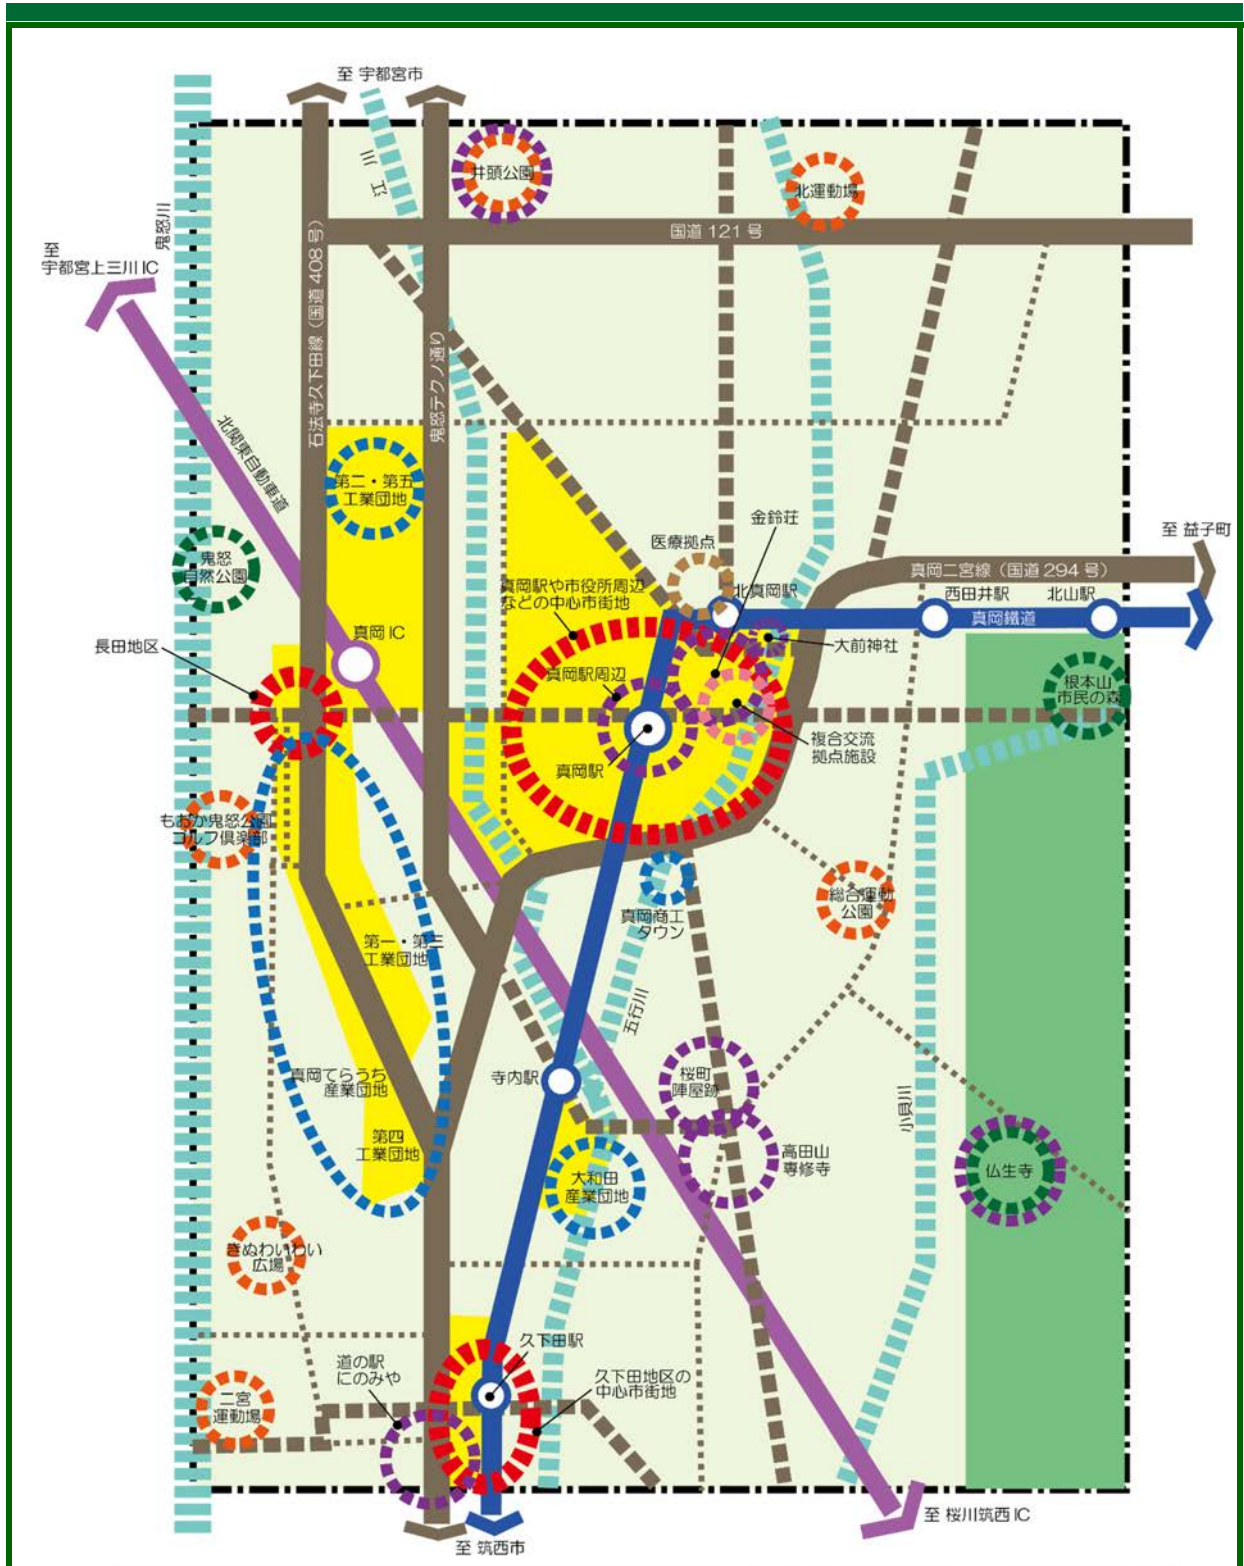 至 宇都宮市
井頭公園
北運動場
鬼怒川
国道 121 号
至
宇都宮上三川 IC
石法寺久下田線（国道 408 号）
鬼怒テクノ通り
北関東自動車道
第二・第五
工業団地
金鈴荘
至 益子町
医療拠点
鬼怒
自然公園
真岡駅や市役所周辺
などの中心市街地
北真岡駅
真岡二宮線（国道 294 号）
西田井駅
北山駅
真岡鐵道
真岡 IC
長田地区
大前神社
真岡駅周辺
根本山
市民の森
複合交流
拠点施設
真岡駅
もおか鬼怒公園
ゴルフ倶楽部
総合運動
公園
真岡商工
タウン
第一・第三
工業団地
五行川
寺内駅
真岡てらうち
産業団地
桜町
陣屋跡
小貝川
第四
工業団地
高田山
専修寺
大和田
産業団地
仏生寺
きぬわいわい
広場
久下田駅
道の駅
にのみや
久下田地区の
中心市街地
二宮
運動場
至 桜川筑西 IC
至 筑西市